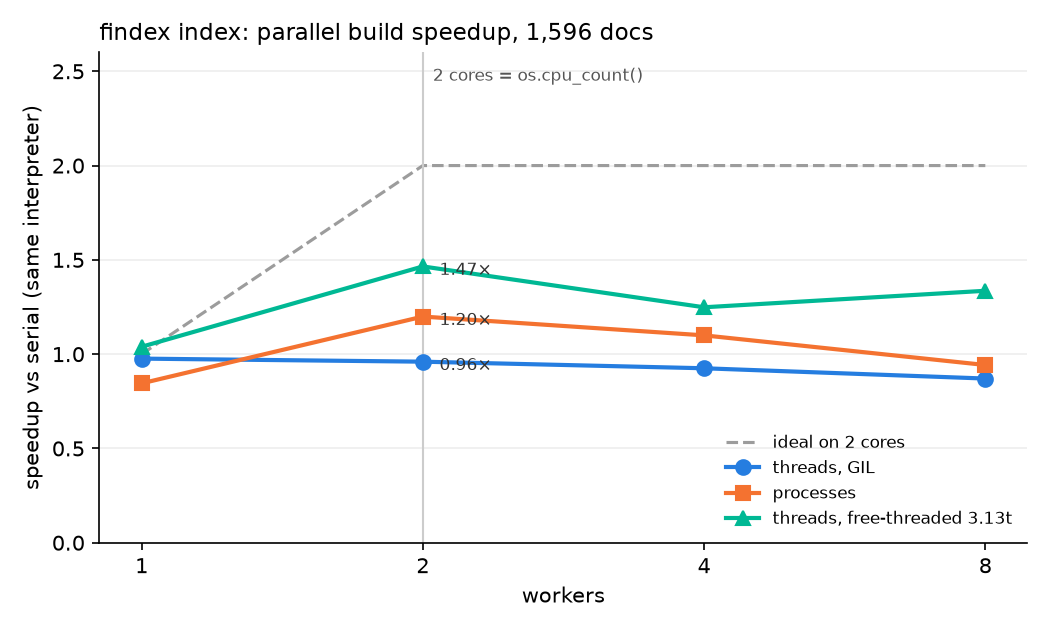 findex index: parallel build speedup, 1,596 docs
2 cores = os.cpu_count()
speedup vs serial (same interpreter)
2.5
2.0
1.5
1.0
0.5
0.0
1.47×
1.20×
0.96×
ideal on 2 cores
threads, GIL
processes
threads, free-threaded 3.13t
1
2
4
8
workers